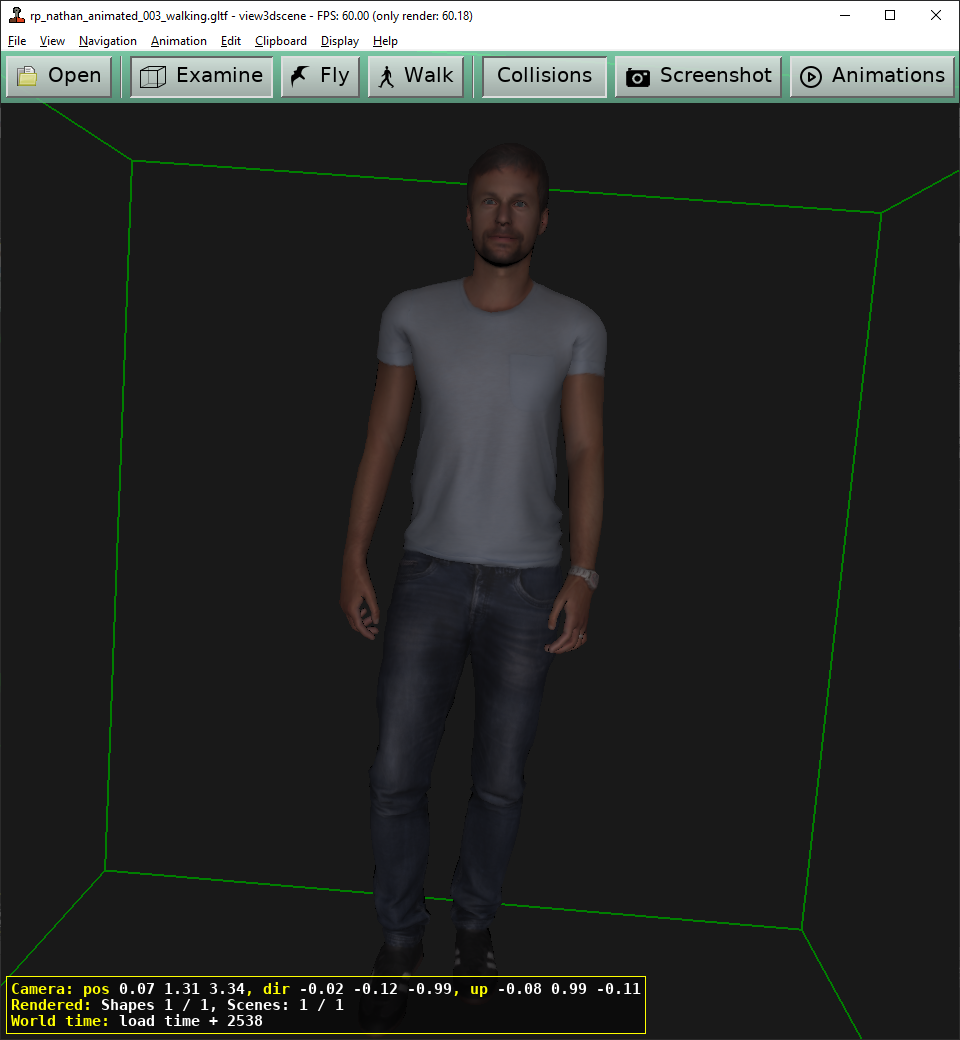 rp_nathan_animated_003_walking.gltf - view3dscene - FPS: 60.00 (only render: 60.18)
File View Navigation Animation Edit Clipboard Display Help
Open Examine Fly Walk Collisions Screenshot Animations
Camera: pos 0.07 1.31 3.34, dir -0.02 -0.12 -0.99, up -0.08 0.99 -0.11
Rendered: Shapes 1 / 1, Scenes: 1 / 1
World time: load time + 2538